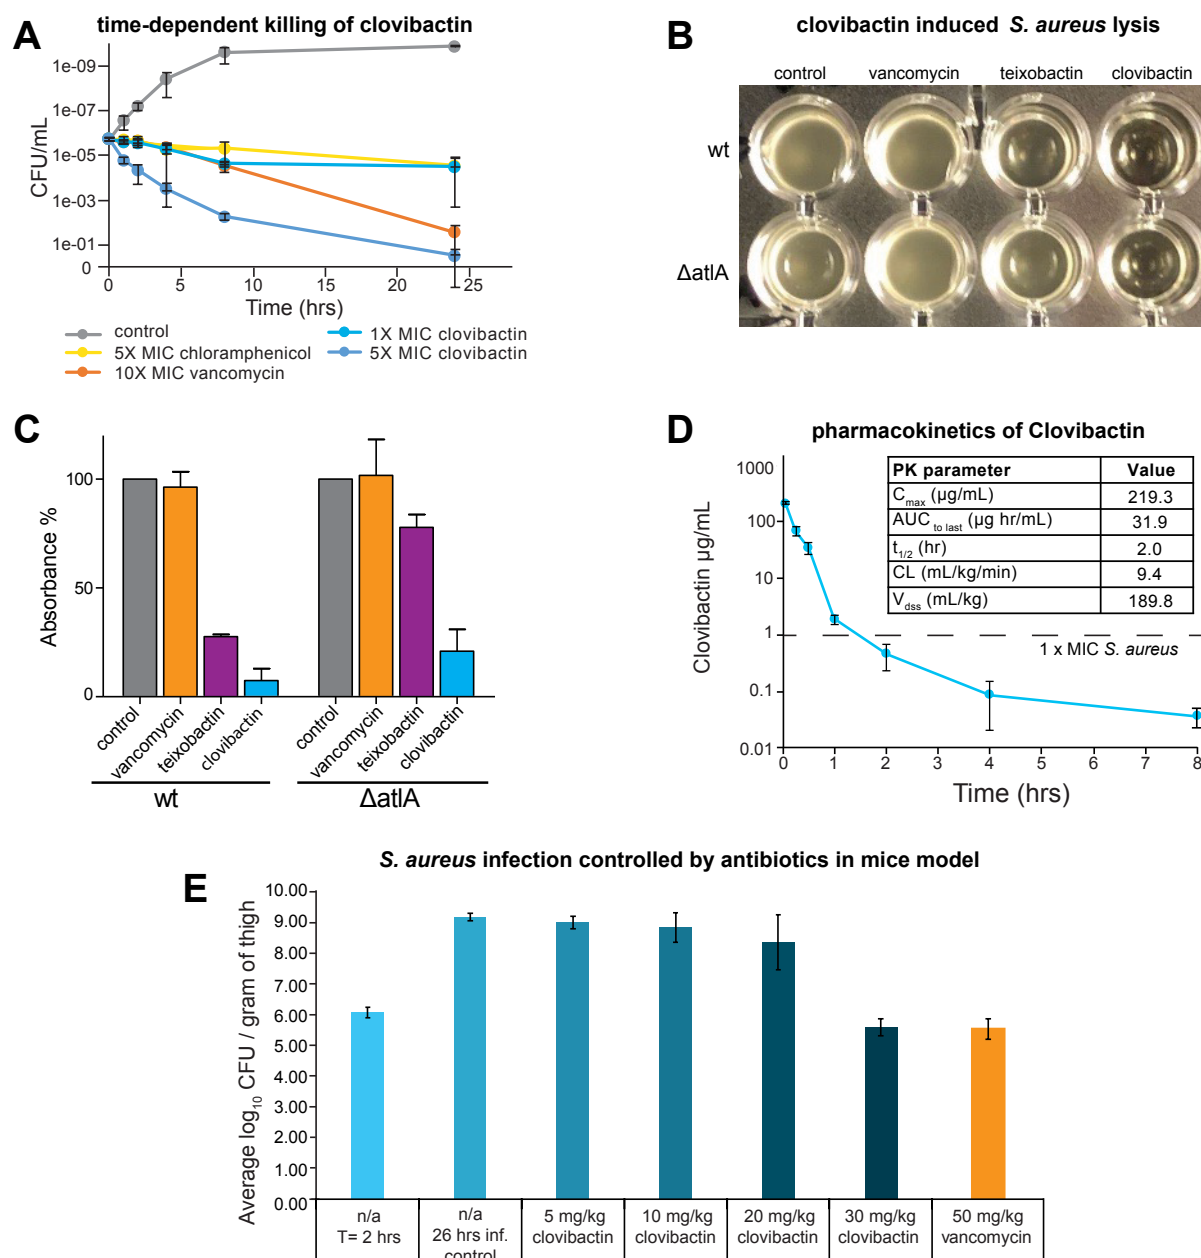 A
time-dependent killing of clovibactin
CFU/mL
1e-09
1e-07
1e-05
1e-03
1e-01
0
0 5 10 15 20 25
Time (hrs)
control
5X MIC chloramphenicol
10X MIC vancomycin
1X MIC clovibactin
5X MIC clovibactin
B
clovibactin induced S. aureus lysis
control vancomycin teixobactin clovibactin
wt
ΔatlA
C
Absorbance %
100
50
0
control vancomycin teixobactin clovibactin
control vancomycin teixobactin clovibactin
wt ΔatlA
D
pharmacokinetics of Clovibactin
Clovibactin µg/mL
1000
100
10
1
0.1
0.01
PK parameter Value
Cmax (µg/mL) 219.3
AUC to last (µg hr/mL) 31.9
t1/2 (hr) 2.0
CL (mL/kg/min) 9.4
Vdss (mL/kg) 189.8
1 x MIC S. aureus
0 1 2 3 4 5 6 7 8
Time (hrs)
E
S. aureus infection controlled by antibiotics in mice model
Average log10 CFU / gram of thigh
10.00
9.00
8.00
7.00
6.00
5.00
4.00
3.00
2.00
1.00
0.00
n/a
T= 2 hrs
n/a
26 hrs inf.
control
5 mg/kg
clovibactin
10 mg/kg
clovibactin
20 mg/kg
clovibactin
30 mg/kg
clovibactin
50 mg/kg
vancomycin